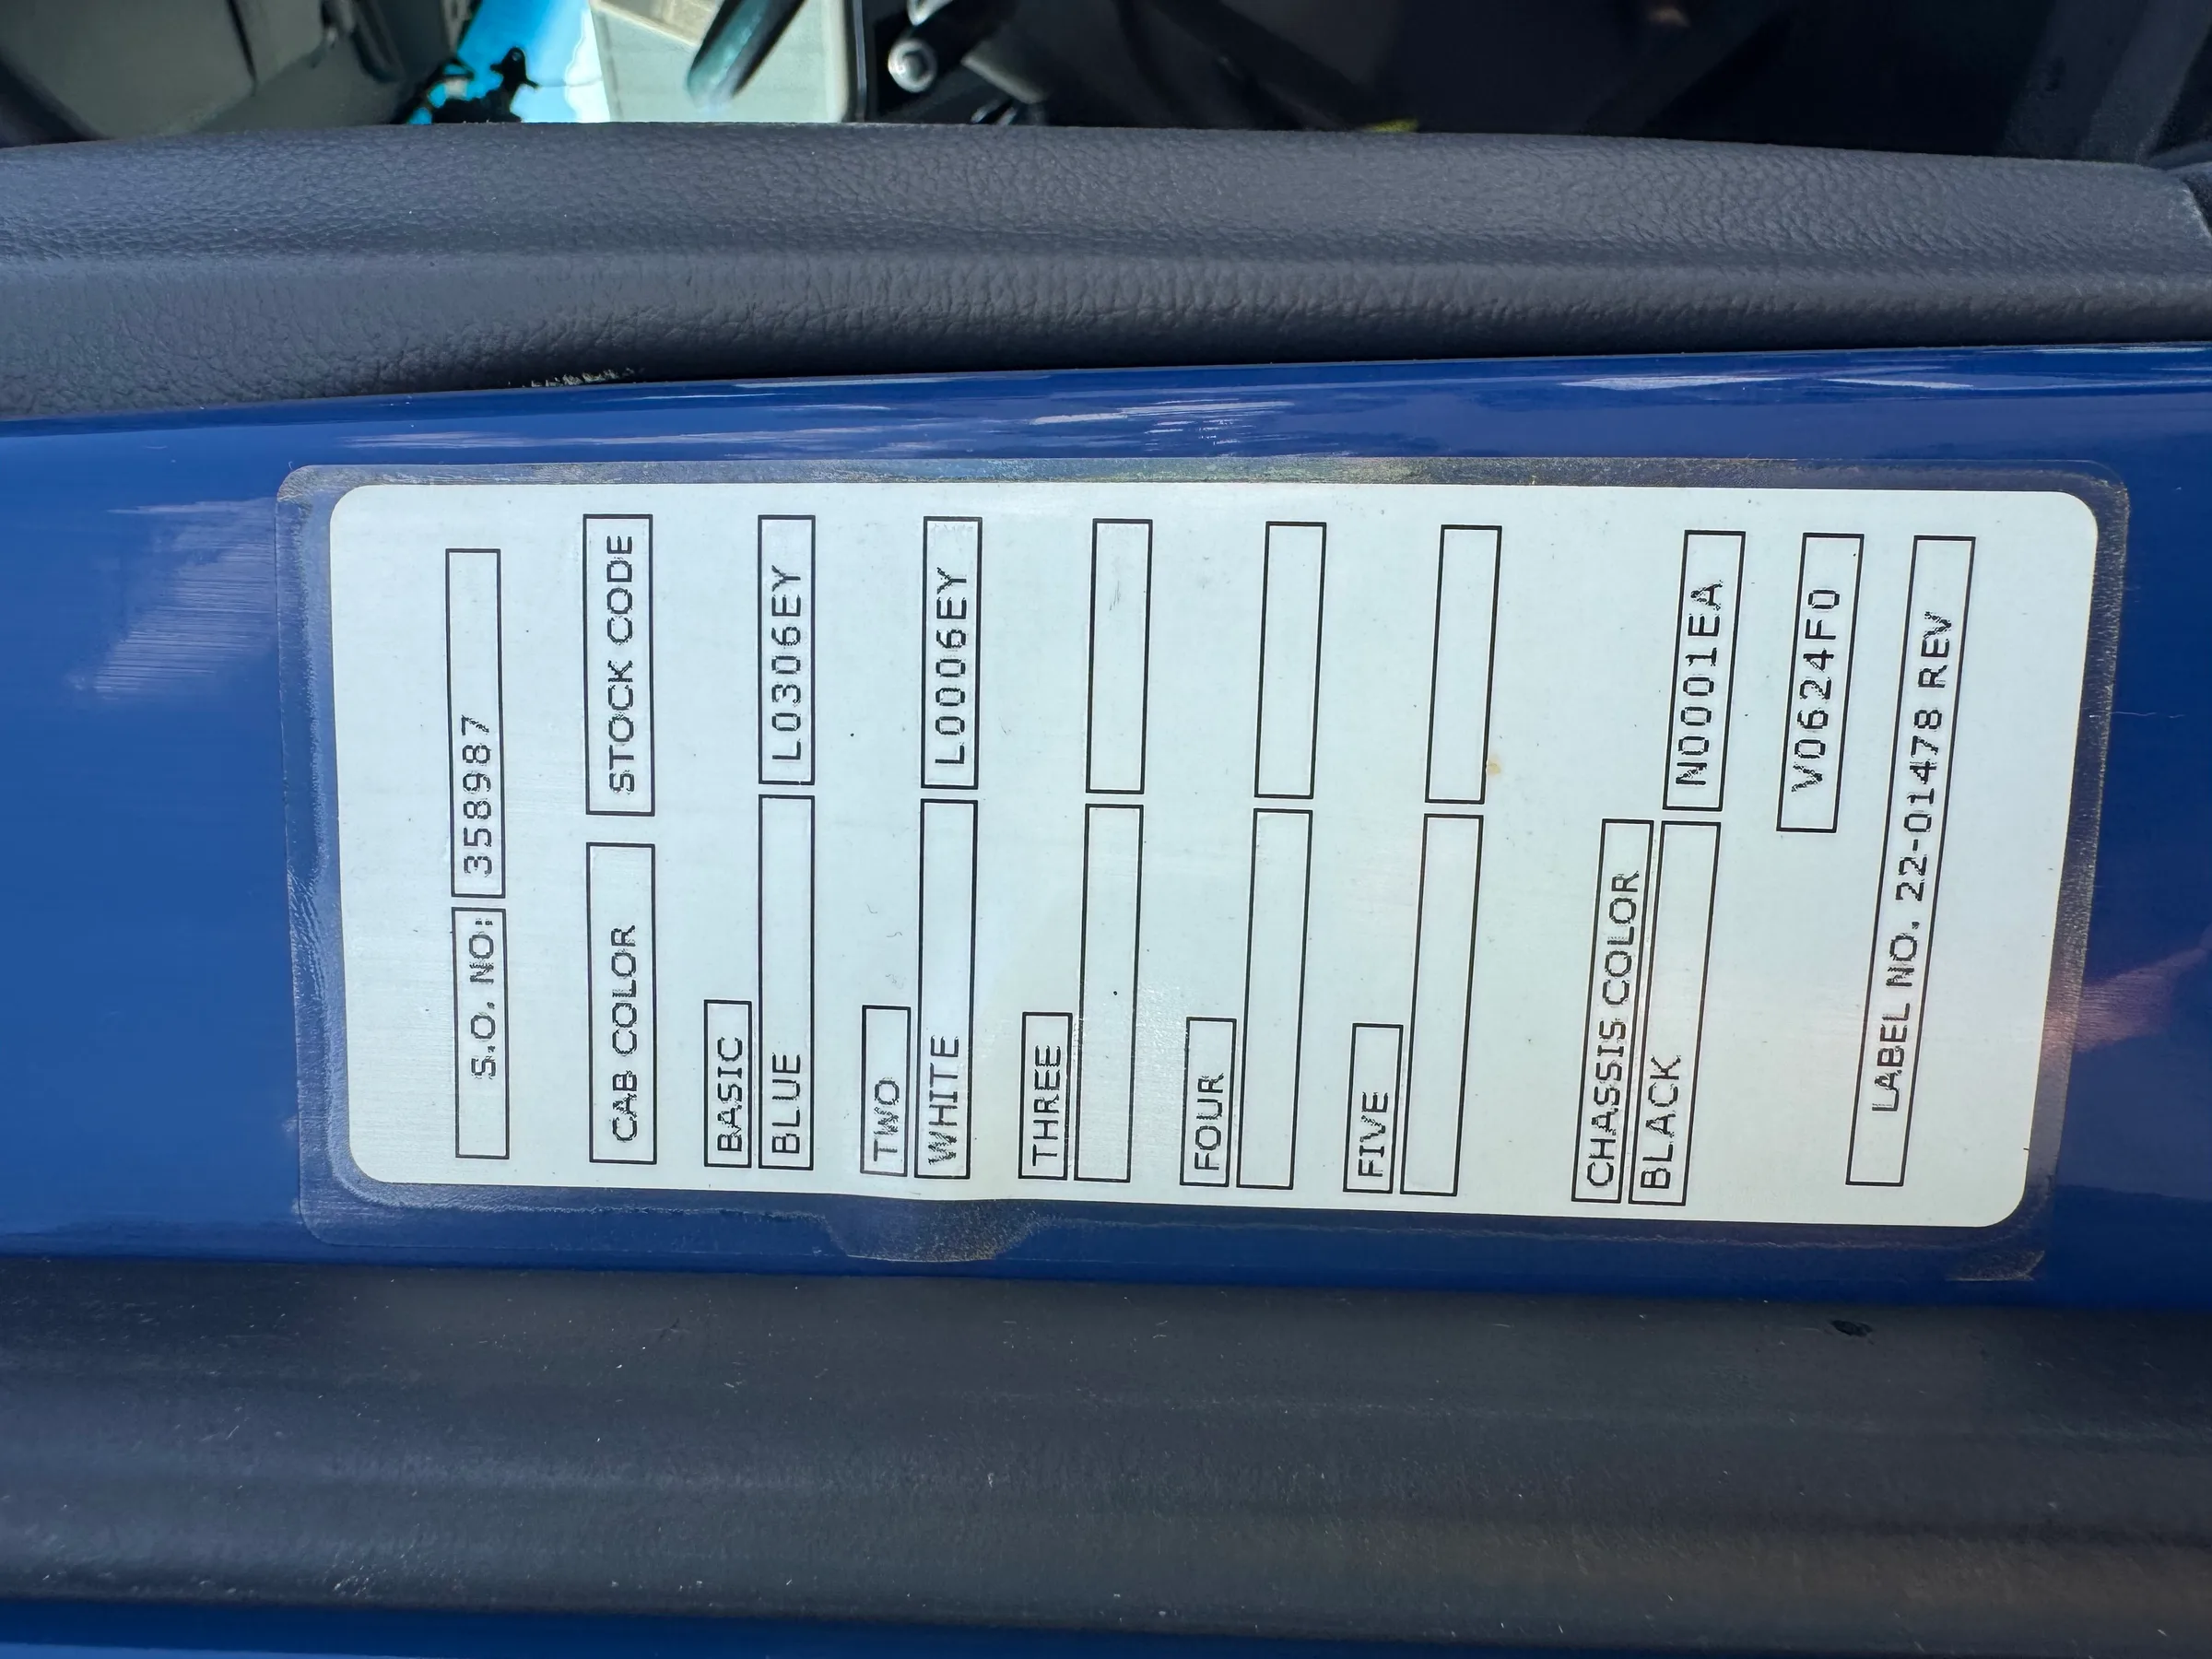 S.O. NO: 358987
CAB COLOR STOCK CODE
BASIC
BLUE L0306EY
TWO
WHITE L0006EY
THREE
FOUR
FIVE
CHASSIS COLOR
BLACK N0001EA
V0624F0
LABEL NO. 22-01478 REV